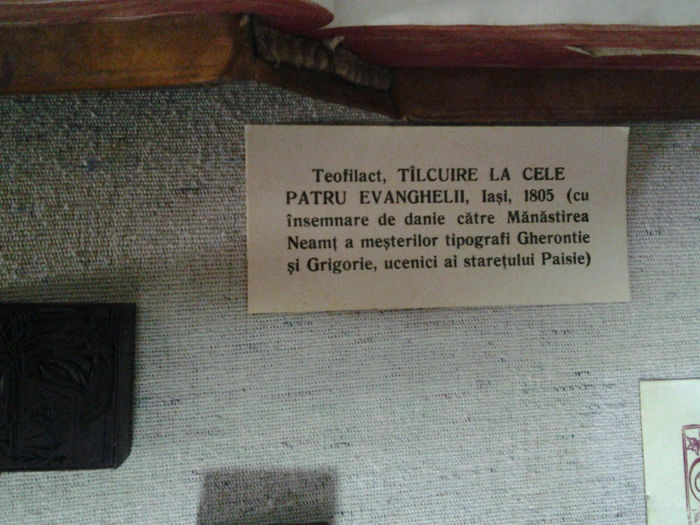 Teofilact, TÎLCUIRE LA CELE
PATRU EVANGHELII, Iași, 1805 (cu
însemnare de danie către Mănăstirea
Neamț a meșterilor tipografi Gherontie
și Grigorie, ucenici ai starețului Paisie)